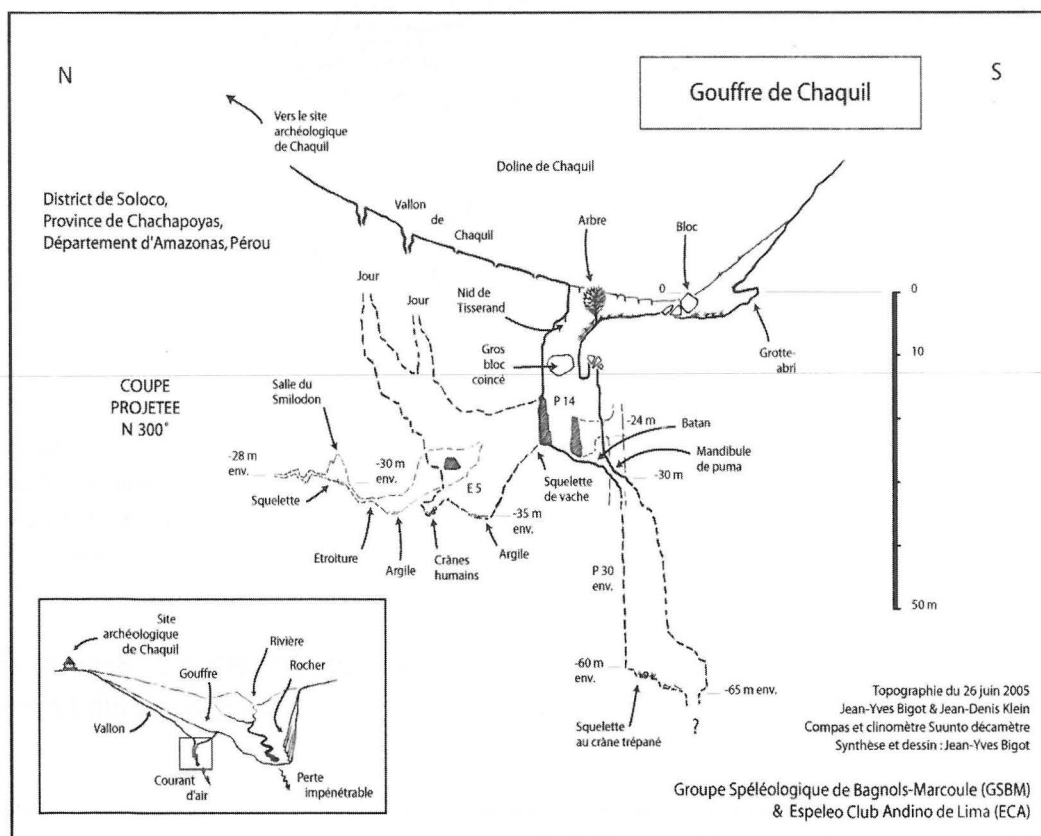 N
S
Gouffre de Chaquil
Vers le site
archéologique
de Chaquil
Doline de Chaquil
District de Soloco,
Province de Chachapoyas,
Département d'Amazonas, Pérou
Vallon
de
Chaquil
Arbre
Bloc
Jour
Jour
Nid de
Tisserand
0
0
10
50 m
Grotte-
abri
Gros
bloc
coincé
COUPE
PROJETEE
N 300°
Salle du
Smilodon
P 14
-24 m
Batan
Mandibule
de puma
-28 m
env.
-30 m
env.
-30 m
Squelette
E 5
Squelette
de vache
-35 m
env.
Etroiture
Argile
Crânes
humains
Argile
P 30
env.
-60 m
env.
-65 m env.
?
Squelette
au crâne trépané
Site
archéologique
de Chaquil
Rivière
Gouffre
Rocher
Vallon
Courant
d'air
Perte
impénétrable
Topographie du 26 juin 2005
Jean-Yves Bigot & Jean-Denis Klein
Compas et clinomètre Suunto décamètre
Synthèse et dessin : Jean-Yves Bigot
Groupe Spéléologique de Bagnols-Marcoule (GSBM)
& Espeleo Club Andino de Lima (ECA)